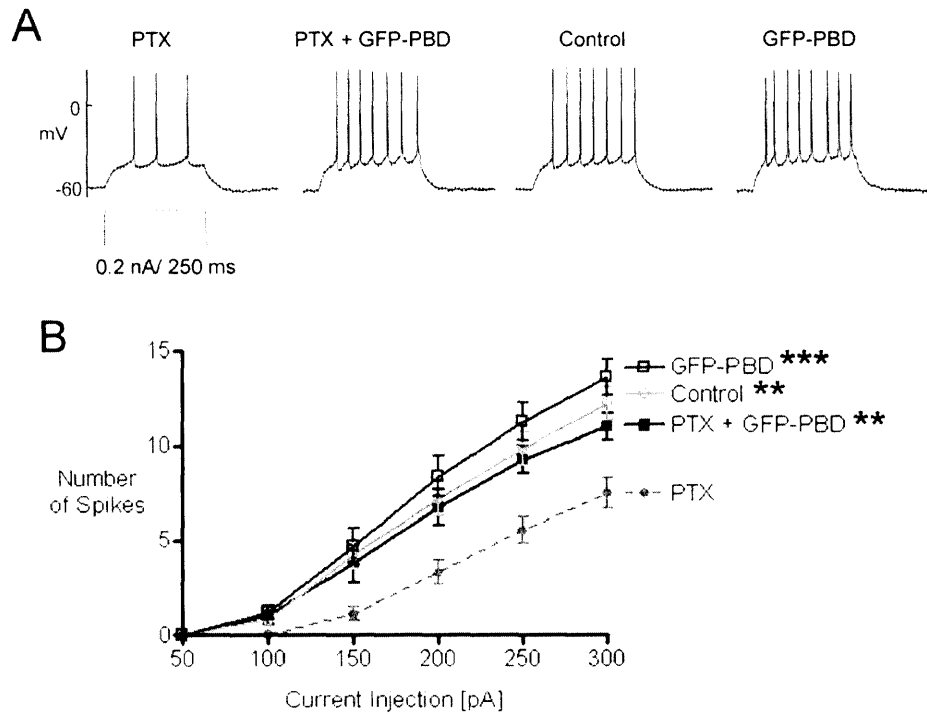 A
PTX
PTX + GFP-PBD
Control
GFP-PBD
0
mV
-60
0.2 nA/ 250 ms
B
15
10
5
0
Number
of Spikes
50 100 150 200 250 300
Current Injection [pA]
GFP-PBD ***
Control **
PTX + GFP-PBD **
PTX